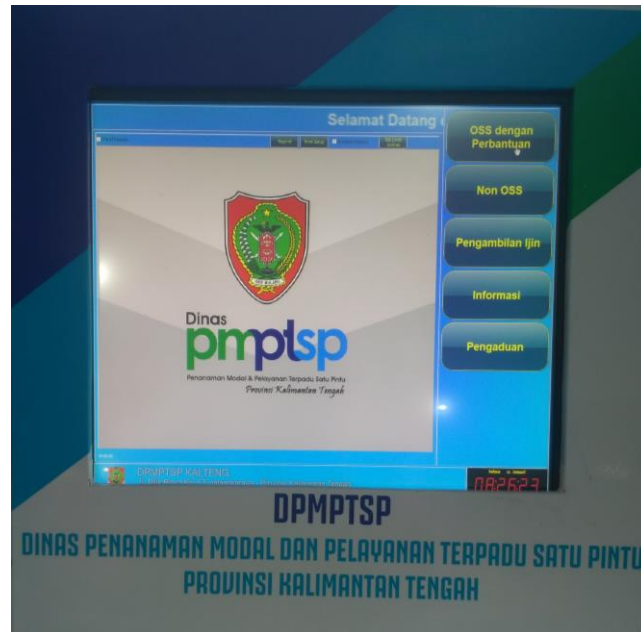 Selamat Datang
OSS dengan
Perbantuan
Non OSS
Pengambilan Ijin
Informasi
Pengaduan
Dinas
pmptsp
Penanaman Modal & Pelayanan Terpadu Satu Pintu
Provinsi Kalimantan Tengah
DPMPTSP KALTENG
08:26:23
DPMPTSP
DINAS PENANAMAN MODAL DAN PELAYANAN TERPADU SATU PINTU
PROVINSI KALIMANTAN TENGAH